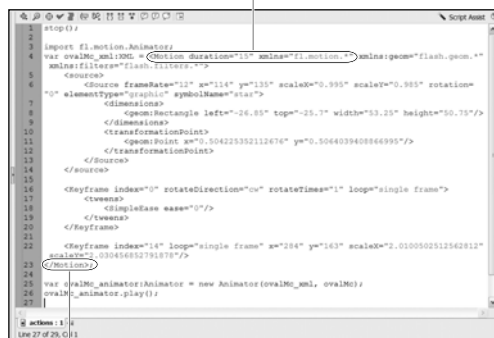 Script Assist
1 stop();
2
3 import fl.motion.Animator;
4 var ovalMc_xml:XML = <Motion duration="15" xmlns="fl.motion.*" xmlns:geom="flash.geom.*"
xmlns:filters="flash.filters.*">
5 <source>
6 <Source frameRate="12" x="114" y="135" scaleX="0.995" scaleY="0.985" rotation=
"0" elementType="graphic" symbolName="star">
7 <dimensions>
8 <geom:Rectangle left="-26.85" top="-25.7" width="53.25" height="50.75"/>
9 </dimensions>
10 <transformationPoint>
11 <geom:Point x="0.504225352112676" y="0.5064039408866995"/>
12 </transformationPoint>
13 </Source>
14 </source>
15
16 <Keyframe index="0" rotateDirection="cw" rotateTimes="1" loop="single frame">
17 <tweens>
18 <SimpleEase ease="0"/>
19 </tweens>
20 </Keyframe>
21
22 <Keyframe index="14" loop="single frame" x="284" y="163" scaleX="2.0100502512562812"
scaleY="2.030456852791878"/>
23 </Motion>;
24
25 var ovalMc_animator:Animator = new Animator(ovalMc_xml, ovalMc);
26 ovalMc_animator.play();
27
actions : 1
Line 27 of 29, Col 1